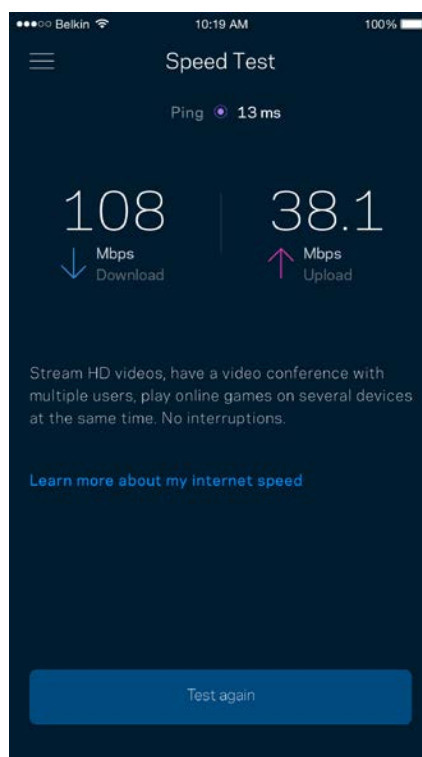 Belkin 10:19 AM 100%
Speed Test
Ping 13 ms
108 38.1
Mbps Mbps
Download Upload
Stream HD videos, have a video conference with
multiple users, play online games on several devices
at the same time. No interruptions.
Learn more about my internet speed
Test again